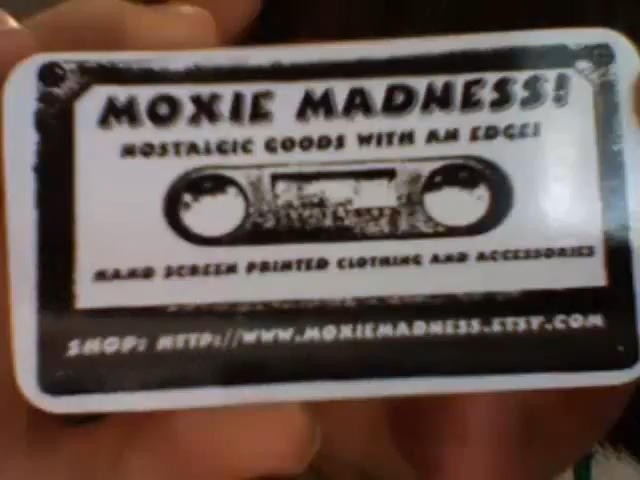 MOXIE MADNESS!
NOSTALGIC GOODS WITH AN EDGE!
HAND SCREEN PRINTED CLOTHING AND ACCESSORIES
SHOP: HTTP://WWW.MOXIEMADNESS.ETSY.COM